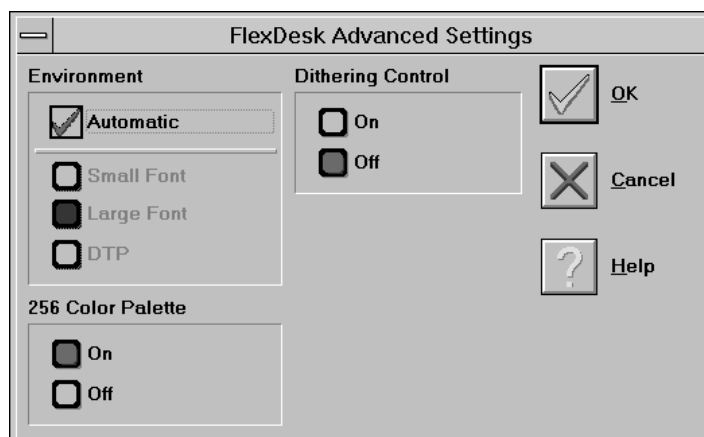 FlexDesk Advanced Settings
Environment
Automatic
Small Font
Large Font
DTP
256 Color Palette
On
Off
Dithering Control
On
Off
OK
Cancel
Help